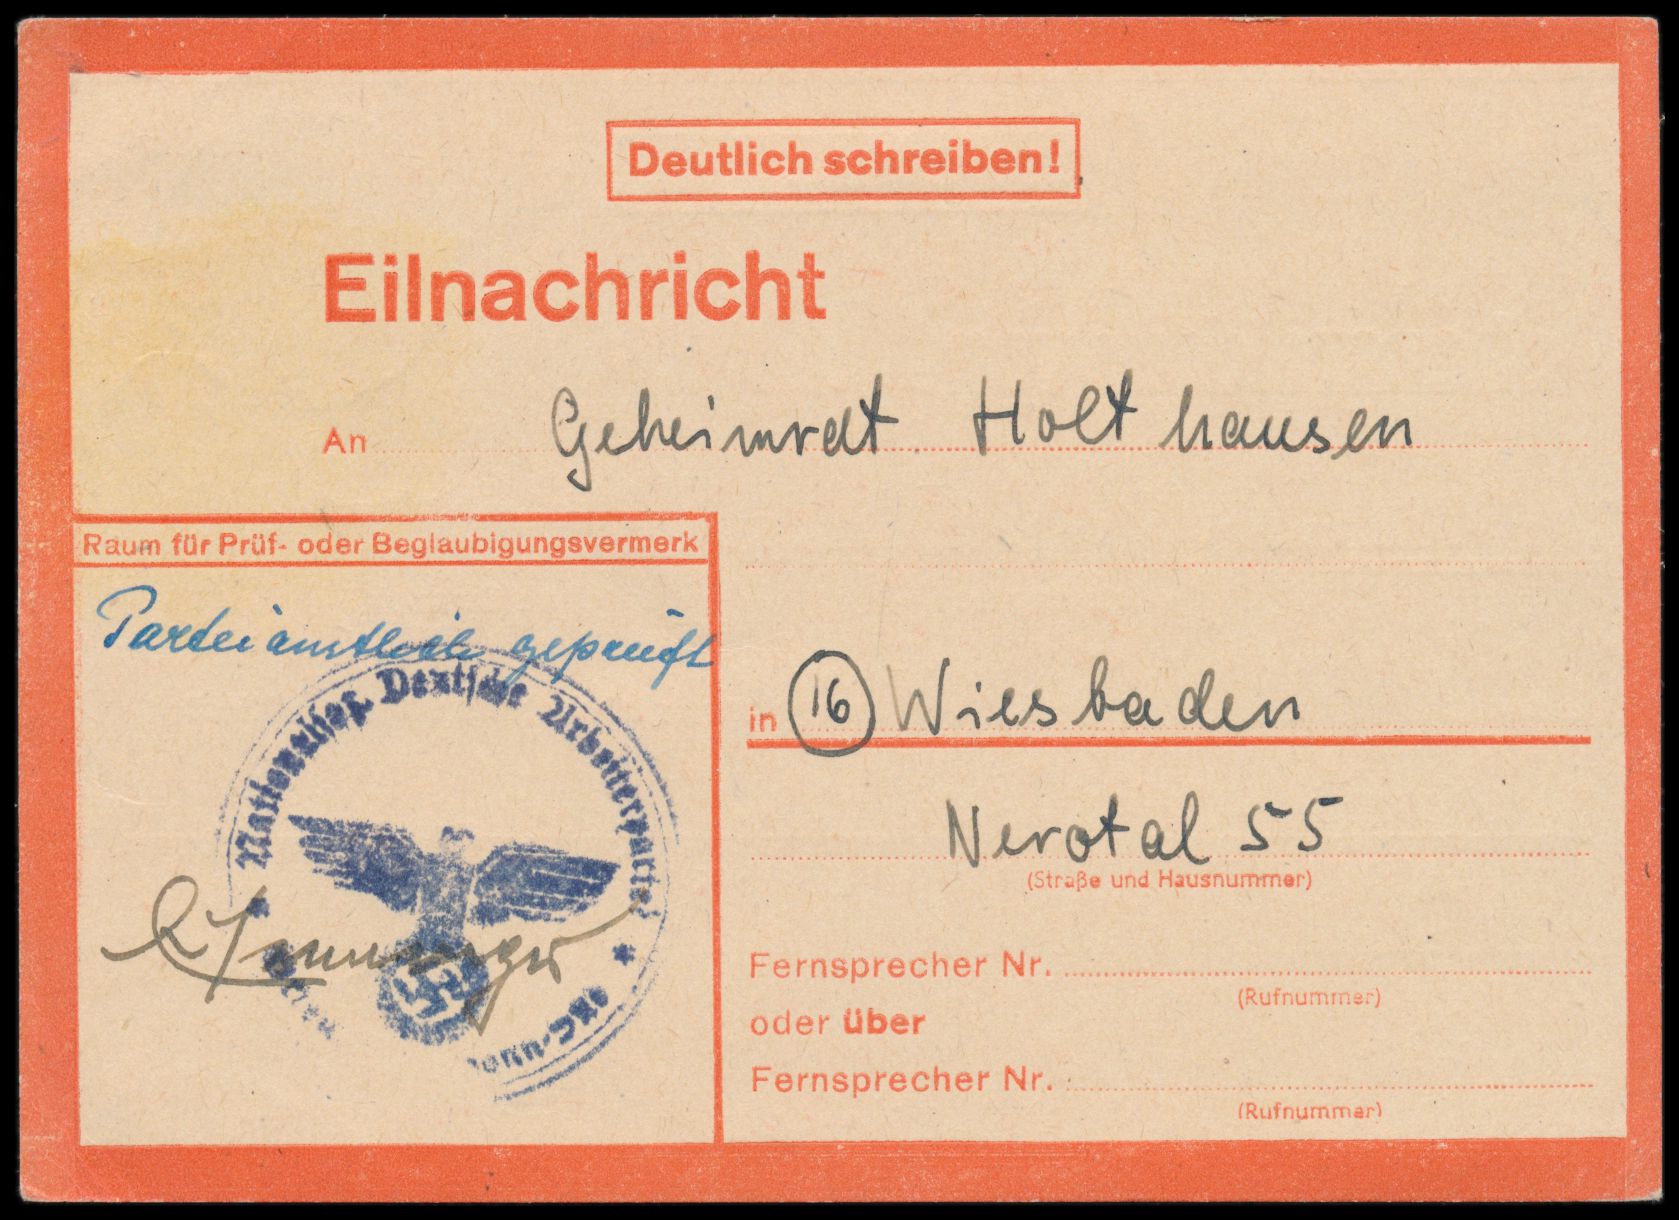 Deutlich schreiben!
Eilnachricht
An Geheimrat Holthausen
Raum für Prüf- oder Beglaubigungsvermerk
Parteiamtlich geprüft
Nationalsoz. Deutsche Arbeiterpartei
in (16) Wiesbaden
Nerotal 55
(Straße und Hausnummer)
Fernsprecher Nr.
(Rufnummer)
oder über
Fernsprecher Nr.
(Rufnummer)